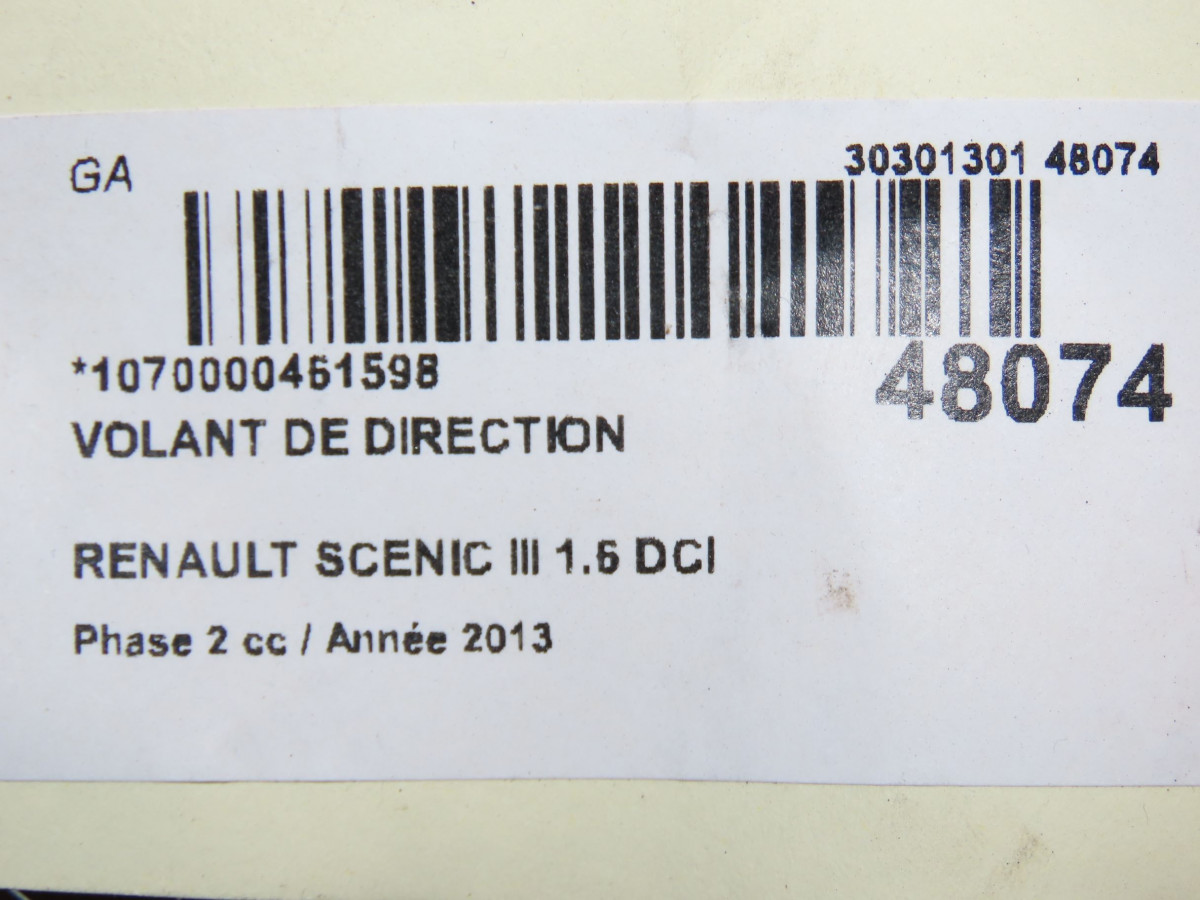 GA
30301301 48074
*1070000461598
48074
VOLANT DE DIRECTION
RENAULT SCENIC III 1.6 DCI
Phase 2 cc / Année 2013